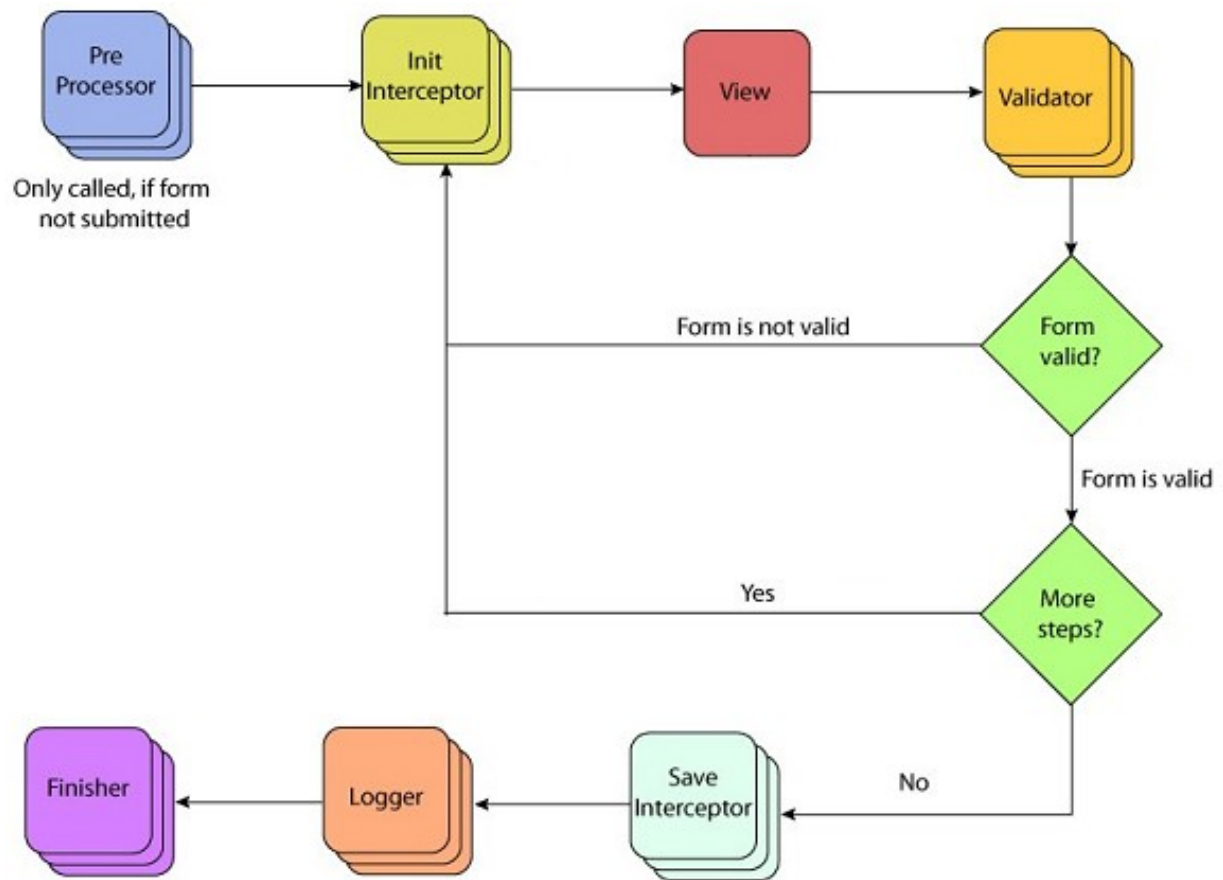 Pre
Processor
Init
Interceptor
View
Validator
Only called, if form
not submitted
Form is not valid
Form
valid?
Form is valid
Yes
More
steps?
Finisher
Logger
Save
Interceptor
No